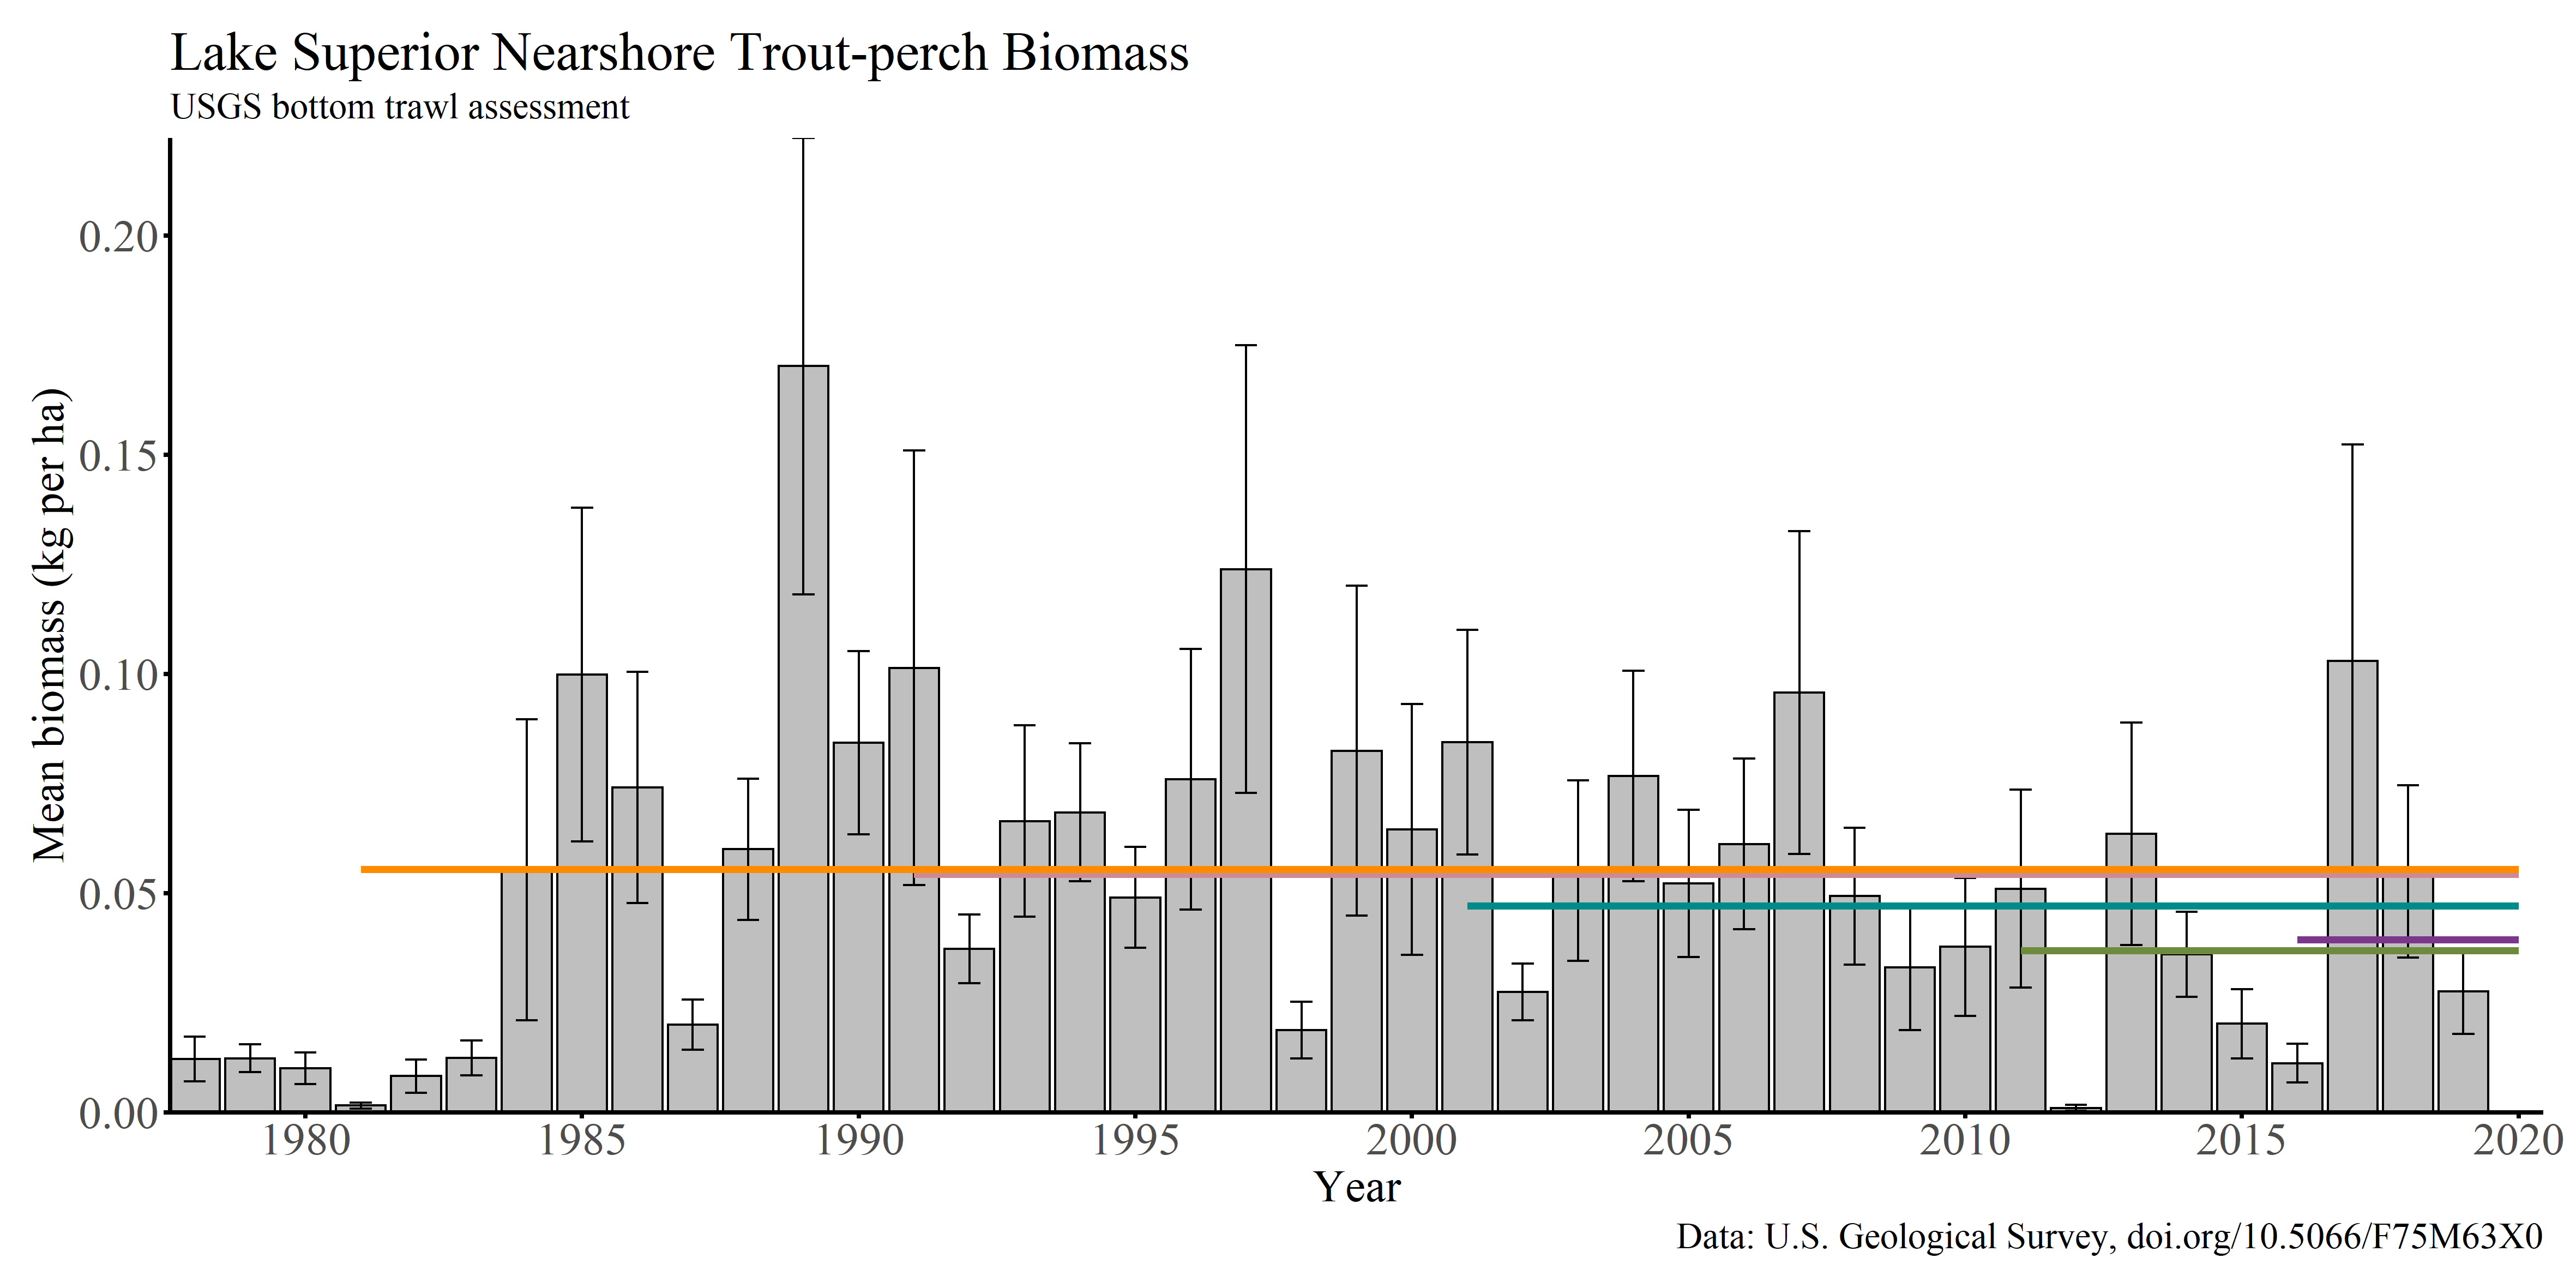 Lake Superior Nearshore Trout-perch Biomass
USGS bottom trawl assessment
Mean biomass (kg per ha)
0.20
0.15
0.10
0.05
0.00
1980 1985 1990 1995 2000 2005 2010 2015 2020
Year
Data: U.S. Geological Survey, doi.org/10.5066/F75M63X0